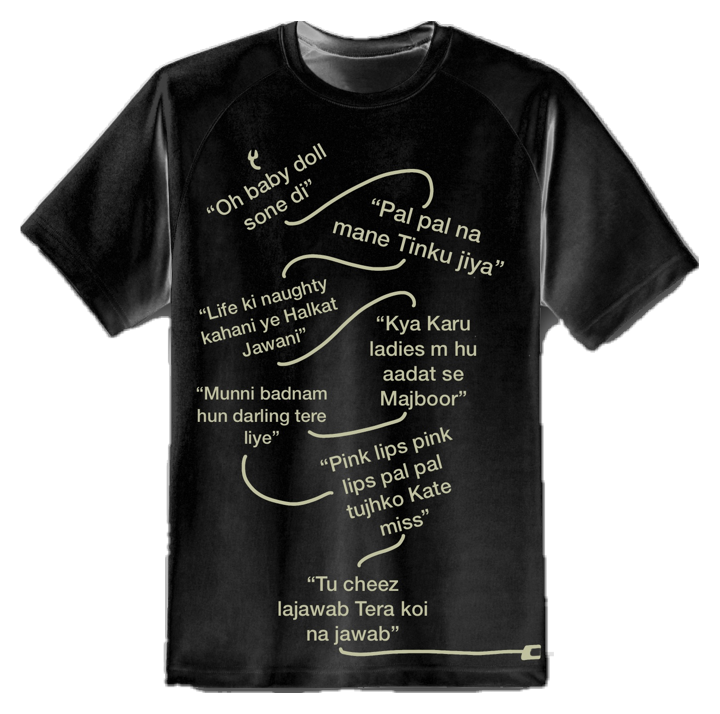 “Oh baby doll
sone di”
“Pal pal na
mane Tinku jiya”
“Life ki naughty
kahani ye Halkat
Jawani”
“Kya Karu
ladies m hu
aadat se
Majboor”
“Munni badnam
hun darling tere
liye”
“Pink lips pink
lips pal pal
tujhko Kate
miss”
“Tu cheez
lajawab Tera koi
na jawab”